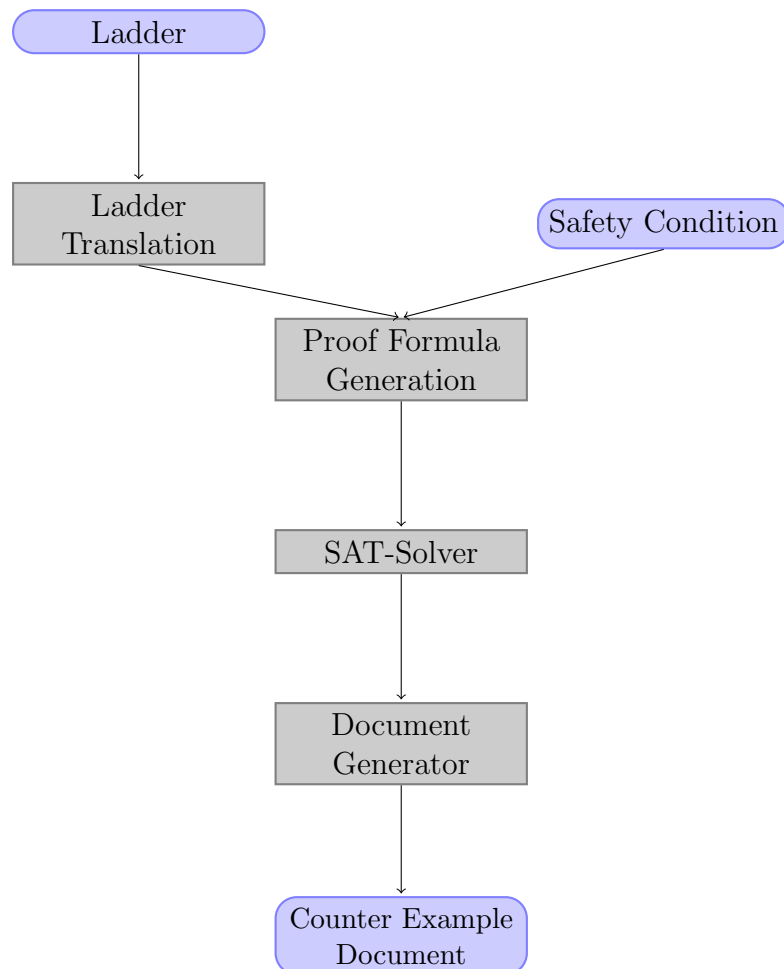 Ladder
Ladder
Translation
Safety Condition
Proof Formula
Generation
SAT-Solver
Document
Generator
Counter Example
Document